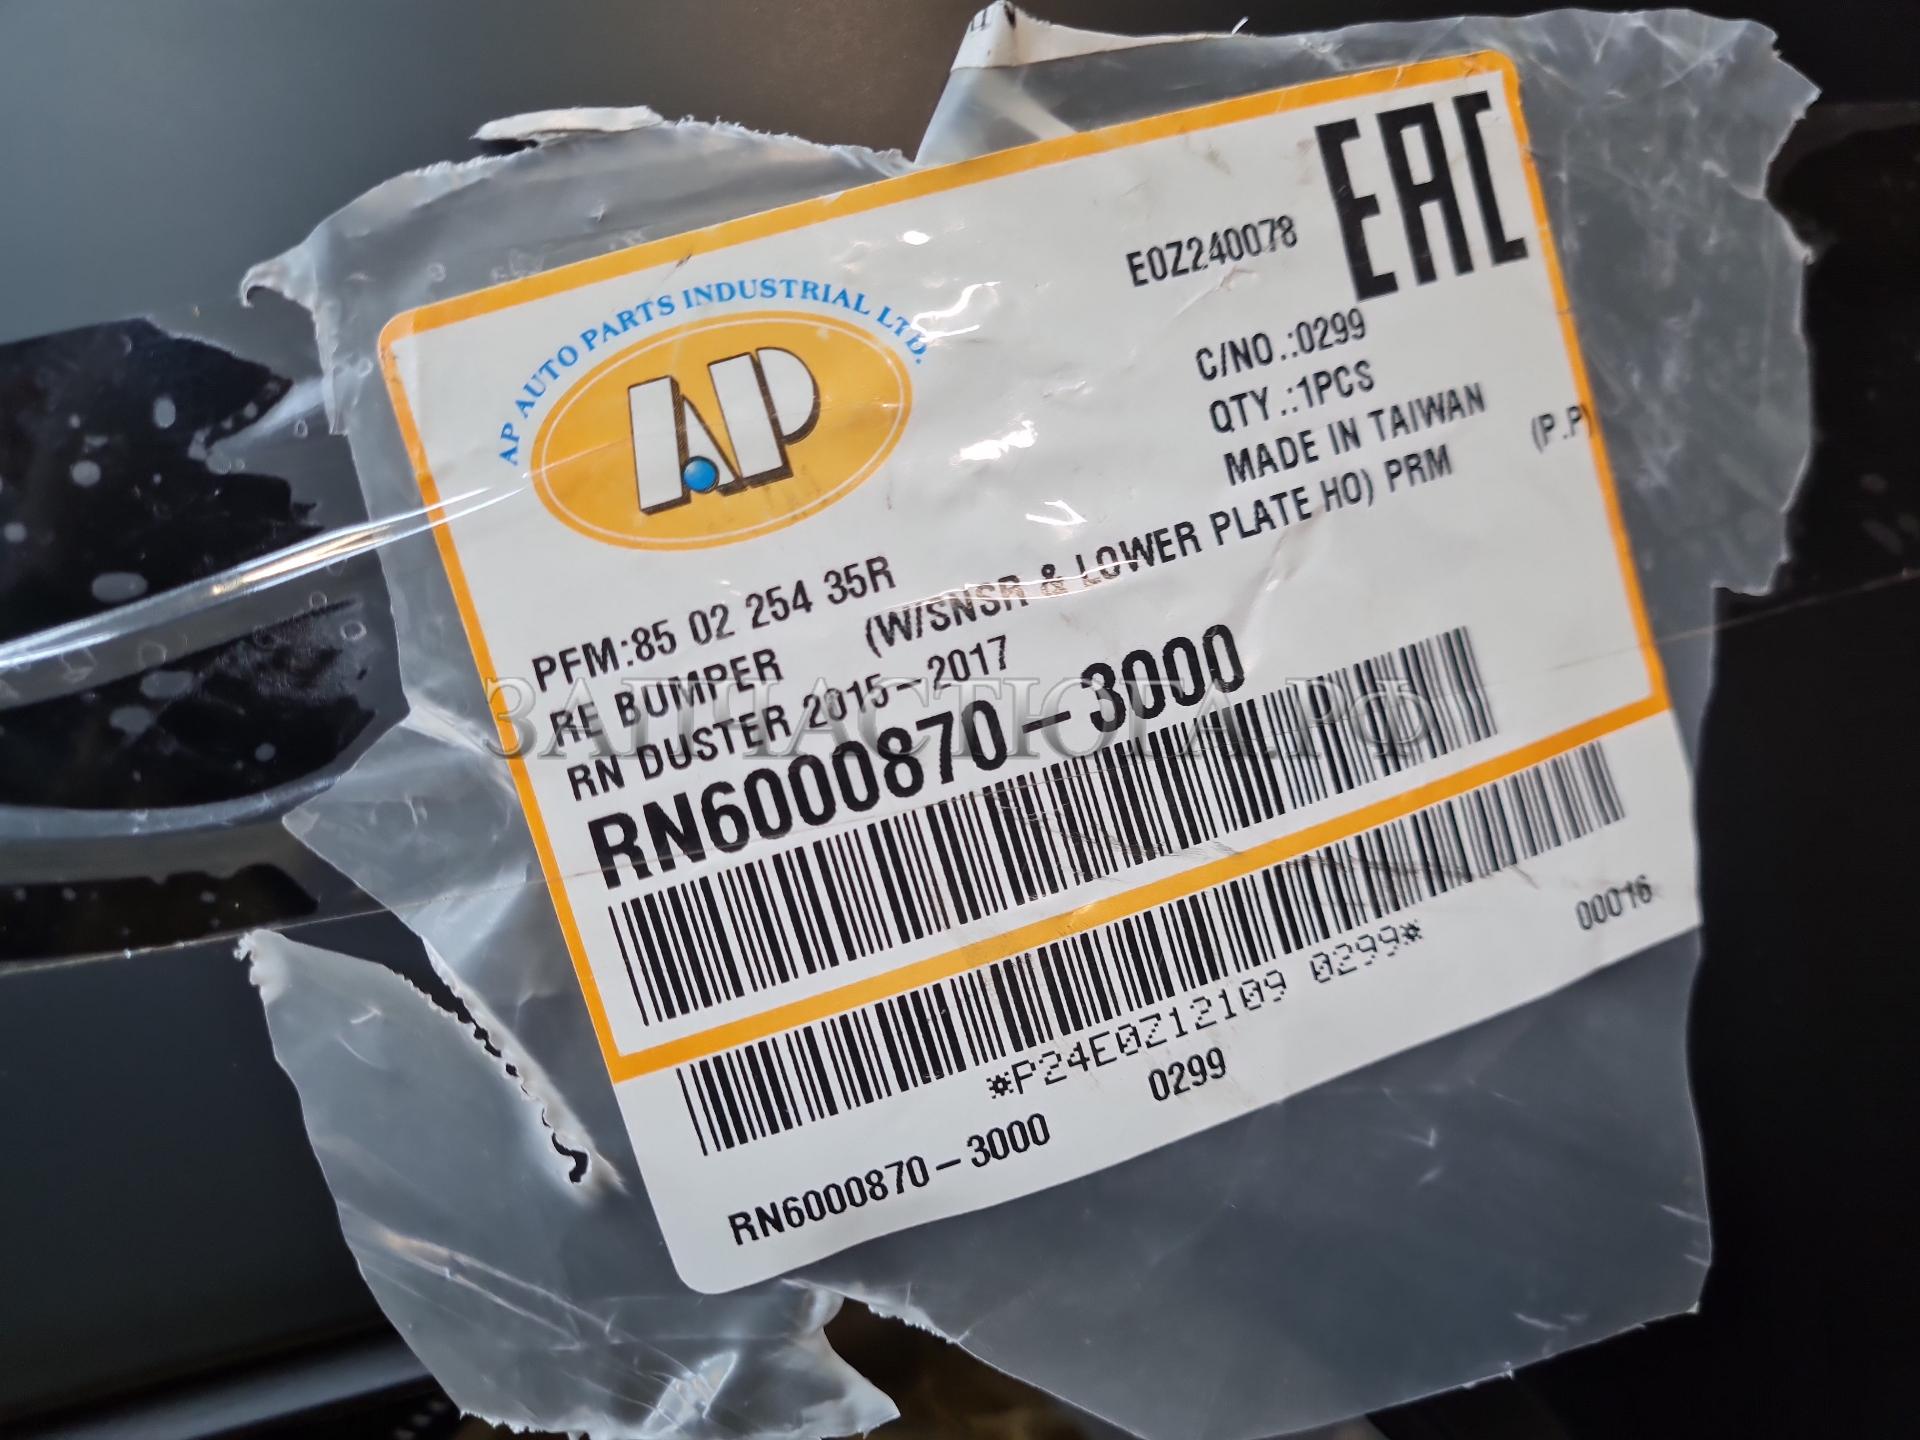 EAC
E0Z240078
AP AUTO PARTS INDUSTRIAL LTD.
AP
C/NO.:0299
QTY.:1PCS
MADE IN TAIWAN
PFM:85 02 254 35R
RE BUMPER (W/SNSR & LOWER PLATE HO) PRM (P.P)
RN DUSTER 2015-2017
RN6000870-3000
ЗАПЧАСТЮГА.РФ
*P24E0Z12109 0299*
00016
RN6000870-3000 0299